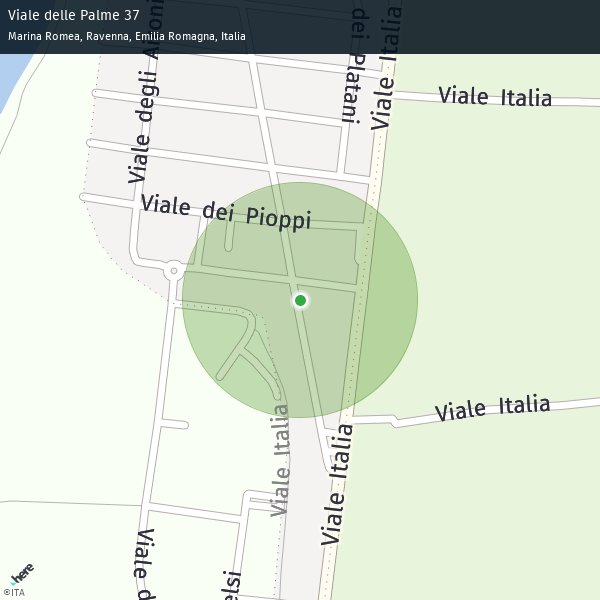 Viale delle Palme 37
Marina Romea, Ravenna, Emilia Romagna, Italia
Viale degli
dei Platani
Viale Italia
Viale Italia
Viale dei Pioppi
Viale Italia
Viale Italia
Viale Italia
Viale d
elsi
here
©ITA